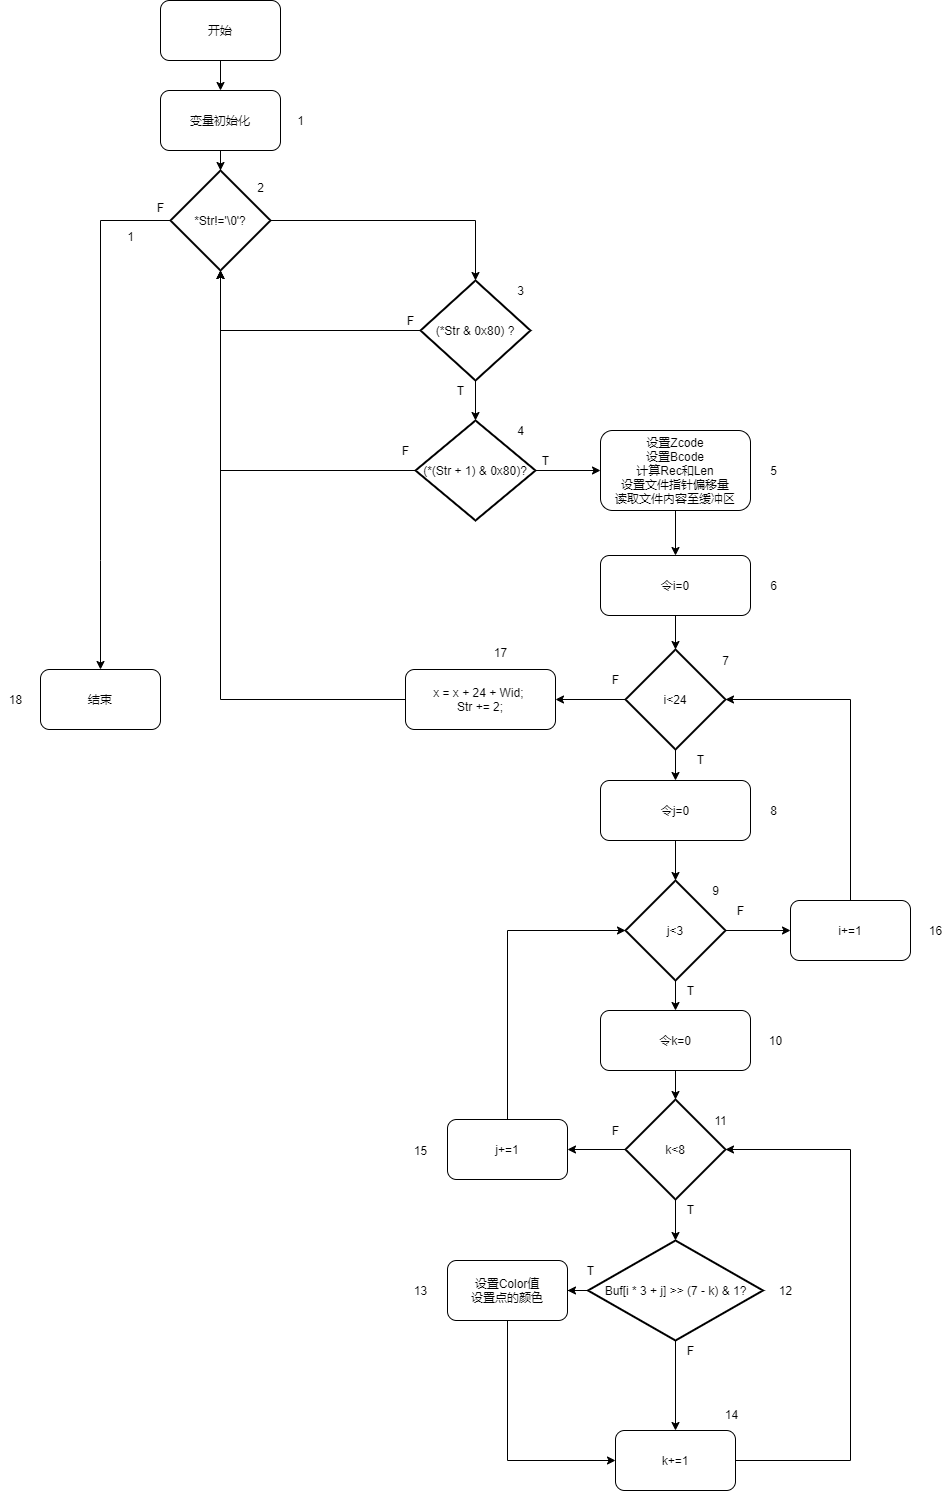 开始
变量初始化
1
2
F
*Str!='\0'?
1
3
F
(*Str & 0x80) ?
T
4
F
(*(Str + 1) & 0x80)?
T
设置Zcode
设置Bcode
计算Rec和Len
设置文件指针偏移量
读取文件内容至缓冲区
5
令i=0
6
17
7
F
i<24
x = x + 24 + Wid;
Str += 2;
18
结束
T
令j=0
8
9
F
j<3
i+=1
16
T
令k=0
10
11
F
k<8
15
j+=1
T
T
13
设置Color值
设置点的颜色
Buf[i * 3 + j] >> (7 - k) & 1?
12
F
14
k+=1